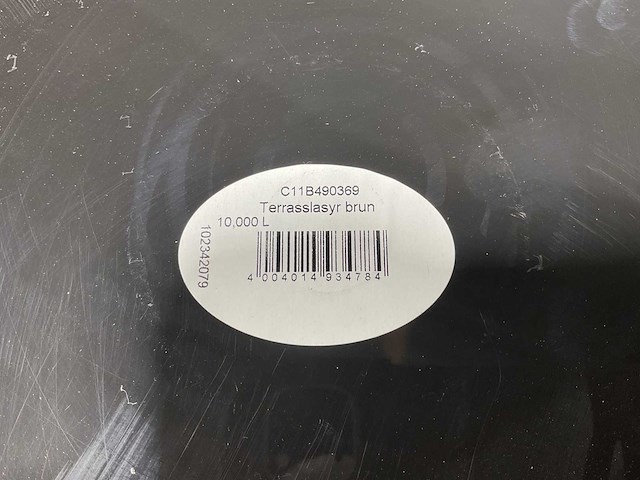 C11B490369
Terrasslasyr brun
10,000 L
102342079
4 004014 934784